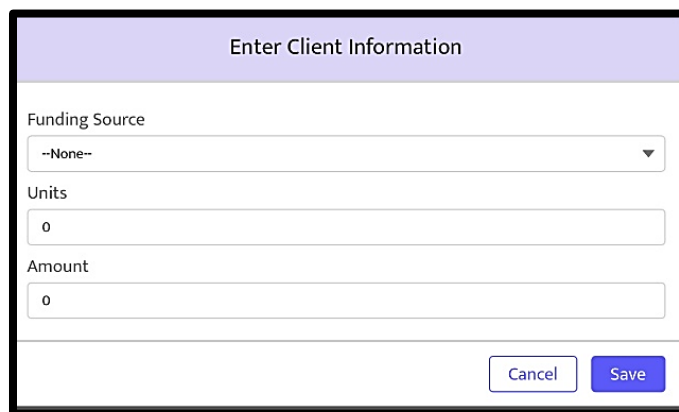 Enter Client Information
Funding Source
--None--
Units
0
Amount
0
Cancel Save